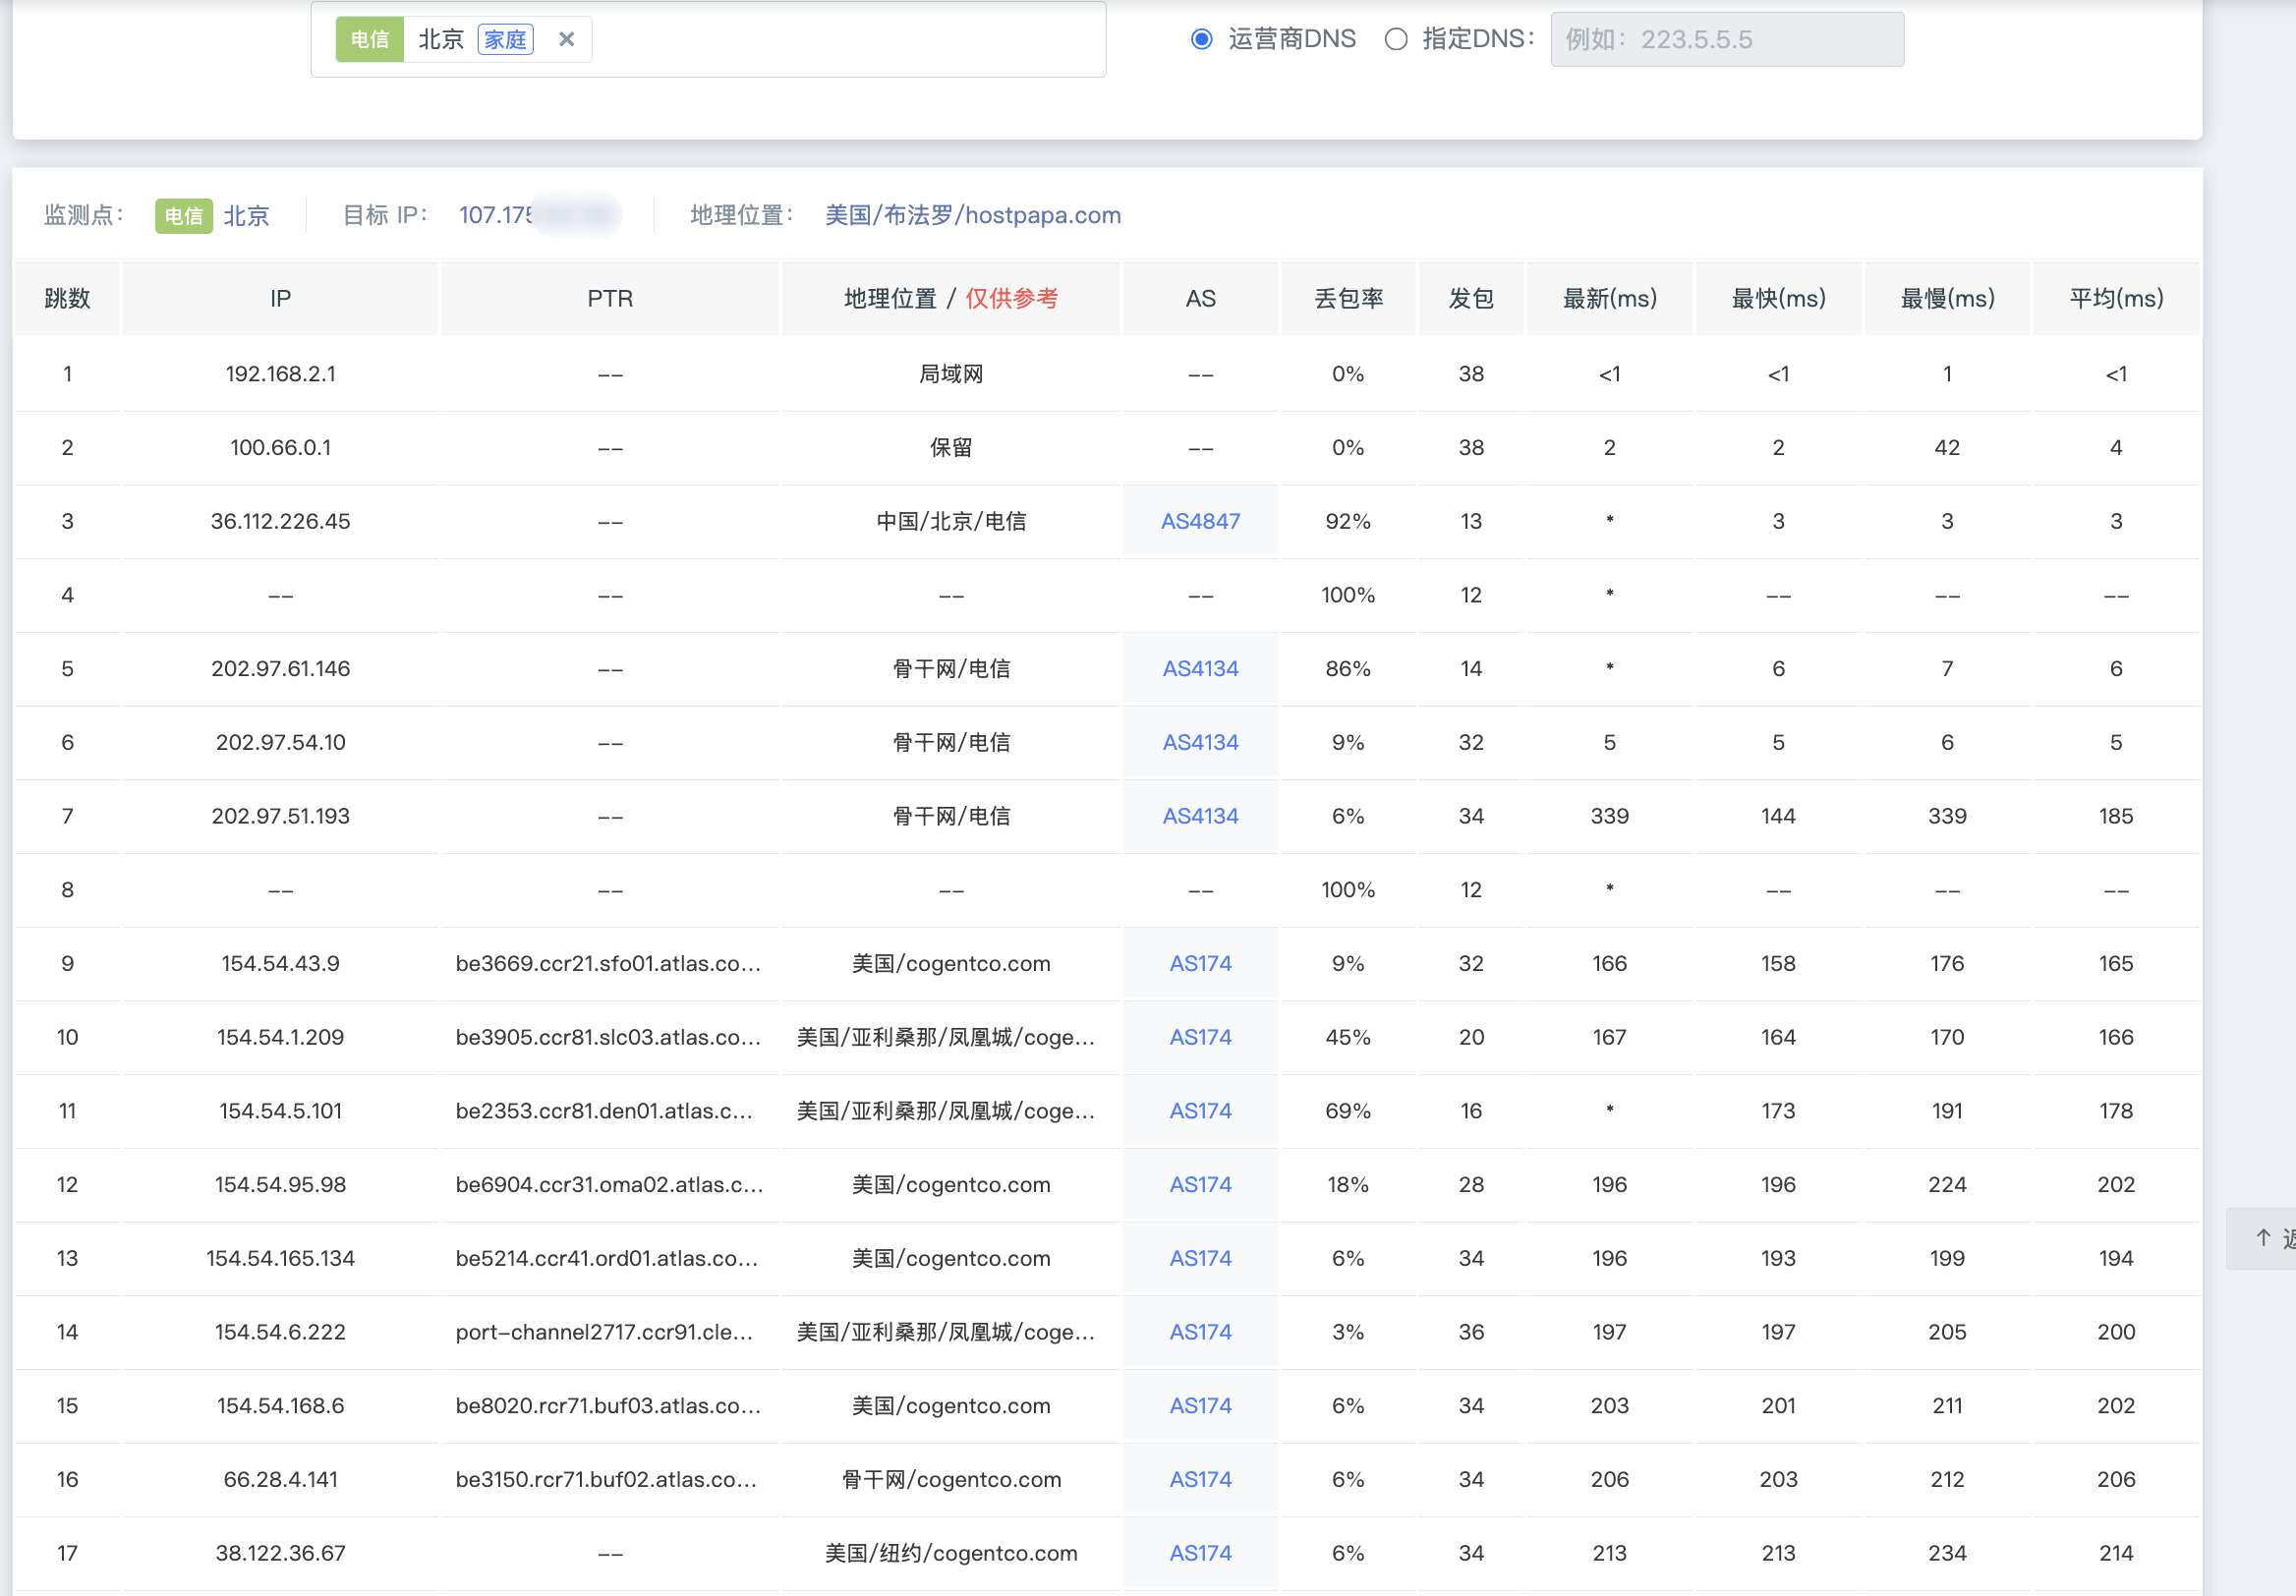 电信 北京 家庭 × 运营商DNS 指定DNS： 例如：223.5.5.5
监测点： 电信 北京 目标 IP： 107.175 地理位置： 美国/布法罗/hostpapa.com
跳数 IP PTR 地理位置 / 仅供参考 AS 丢包率 发包 最新(ms) 最快(ms) 最慢(ms) 平均(ms)
1 192.168.2.1 -- 局域网 -- 0% 38 <1 <1 1 <1
2 100.66.0.1 -- 保留 -- 0% 38 2 2 42 4
3 36.112.226.45 -- 中国/北京/电信 AS4847 92% 13 * 3 3 3
4 -- -- -- -- 100% 12 * -- -- --
5 202.97.61.146 -- 骨干网/电信 AS4134 86% 14 * 6 7 6
6 202.97.54.10 -- 骨干网/电信 AS4134 9% 32 5 5 6 5
7 202.97.51.193 -- 骨干网/电信 AS4134 6% 34 339 144 339 185
8 -- -- -- -- 100% 12 * -- -- --
9 154.54.43.9 be3669.ccr21.sfo01.atlas.co... 美国/cogentco.com AS174 9% 32 166 158 176 165
10 154.54.1.209 be3905.ccr81.slc03.atlas.co... 美国/亚利桑那/凤凰城/coge... AS174 45% 20 167 164 170 166
11 154.54.5.101 be2353.ccr81.den01.atlas.c... 美国/亚利桑那/凤凰城/coge... AS174 69% 16 * 173 191 178
12 154.54.95.98 be6904.ccr31.oma02.atlas.c... 美国/cogentco.com AS174 18% 28 196 196 224 202
13 154.54.165.134 be5214.ccr41.ord01.atlas.co... 美国/cogentco.com AS174 6% 34 196 193 199 194
14 154.54.6.222 port-channel2717.ccr91.cle... 美国/亚利桑那/凤凰城/coge... AS174 3% 36 197 197 205 200
15 154.54.168.6 be8020.rcr71.buf03.atlas.co... 美国/cogentco.com AS174 6% 34 203 201 211 202
16 66.28.4.141 be3150.rcr71.buf02.atlas.co... 骨干网/cogentco.com AS174 6% 34 206 203 212 206
17 38.122.36.67 -- 美国/纽约/cogentco.com AS174 6% 34 213 213 234 214